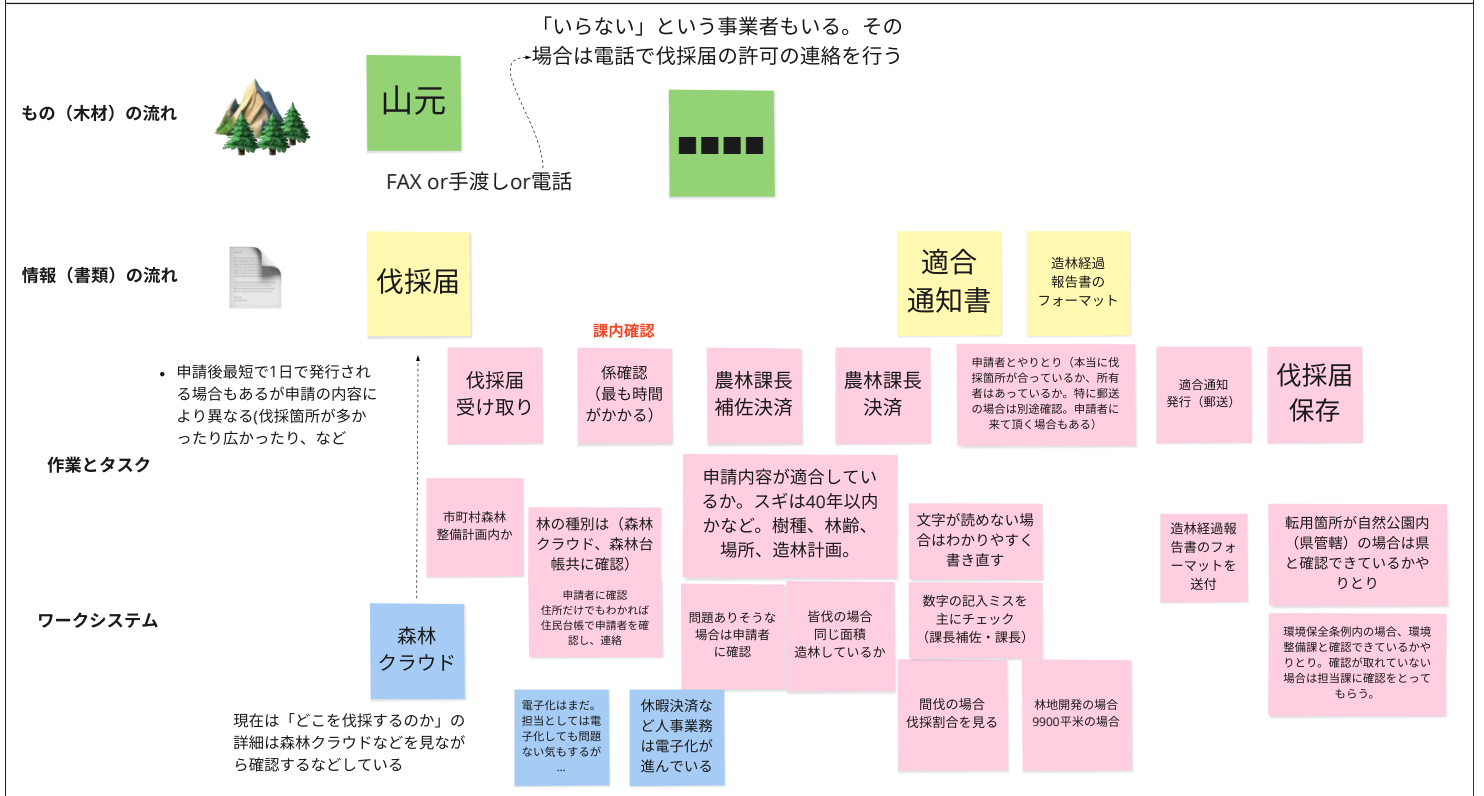 「いらない」という事業者もいる。その
場合は電話で伐採届の許可の連絡を行う
もの（木材）の流れ
山元
■■■■
FAX or手渡しor電話
情報（書類）の流れ
伐採届
適合
通知書
造林経過
報告書の
フォーマット
課内確認
• 申請後最短で1日で発行され
る場合もあるが申請の内容に
より異なる(伐採箇所が多か
ったり広かったり、など
伐採届
受け取り
係確認
（最も時間
がかかる）
農林課長
補佐決済
農林課長
決済
申請者とやりとり（本当に伐
採箇所が合っているか、所有
者はあっているか。特に郵送
の場合は別途確認。申請者に
来て頂く場合もある）
適合通知
発行（郵送）
伐採届
保存
作業とタスク
市町村森林
整備計画内か
林の種別は（森林
クラウド、森林台
帳共に確認）
申請内容が適合してい
るか。スギは40年以内
かなど。樹種、林齢、
場所、造林計画。
文字が読めない場
合はわかりやすく
書き直す
造林経過報
告書のフォ
ーマットを
送付
転用箇所が自然公園内
（県管轄）の場合は県
と確認できているかや
りとり
申請者に確認
住所だけでもわかれば
住民台帳で申請者を確
認し、連絡
問題ありそうな
場合は申請者
に確認
皆伐の場合
同じ面積
造林しているか
数字の記入ミスを
主にチェック
（課長補佐・課長）
環境保全条例内の場合、環境
整備課と確認できているかや
りとり。確認が取れていない
場合は担当課に確認をとって
もらう。
ワークシステム
森林
クラウド
間伐の場合
伐採割合を見る
林地開発の場合
9900平米の場合
現在は「どこを伐採するのか」の
詳細は森林クラウドなどを見なが
ら確認するなどしている
電子化はまだ。
担当としては電
子化しても問題
ない気もするが
...
休暇決済な
ど人事業務
は電子化が
進んでいる